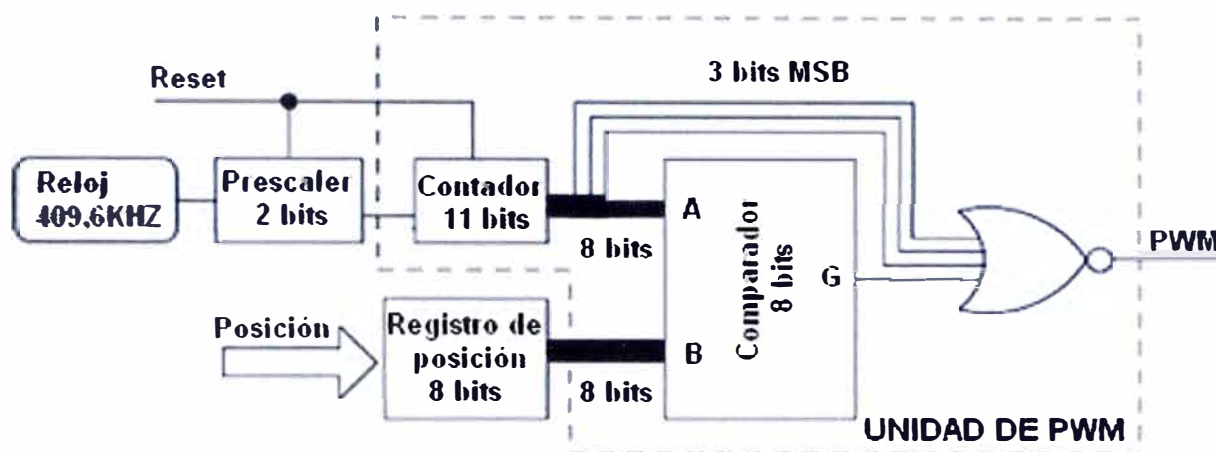 3 bits MSB
Reset
Reloj
409,6KHZ
Prescaler
2 bits
Contador
11 bits
8 bits
A
Comparador
8 bits
G
PWM
Posición
Registro de
posición
8 bits
8 bits
B
UNIDAD DE PWM